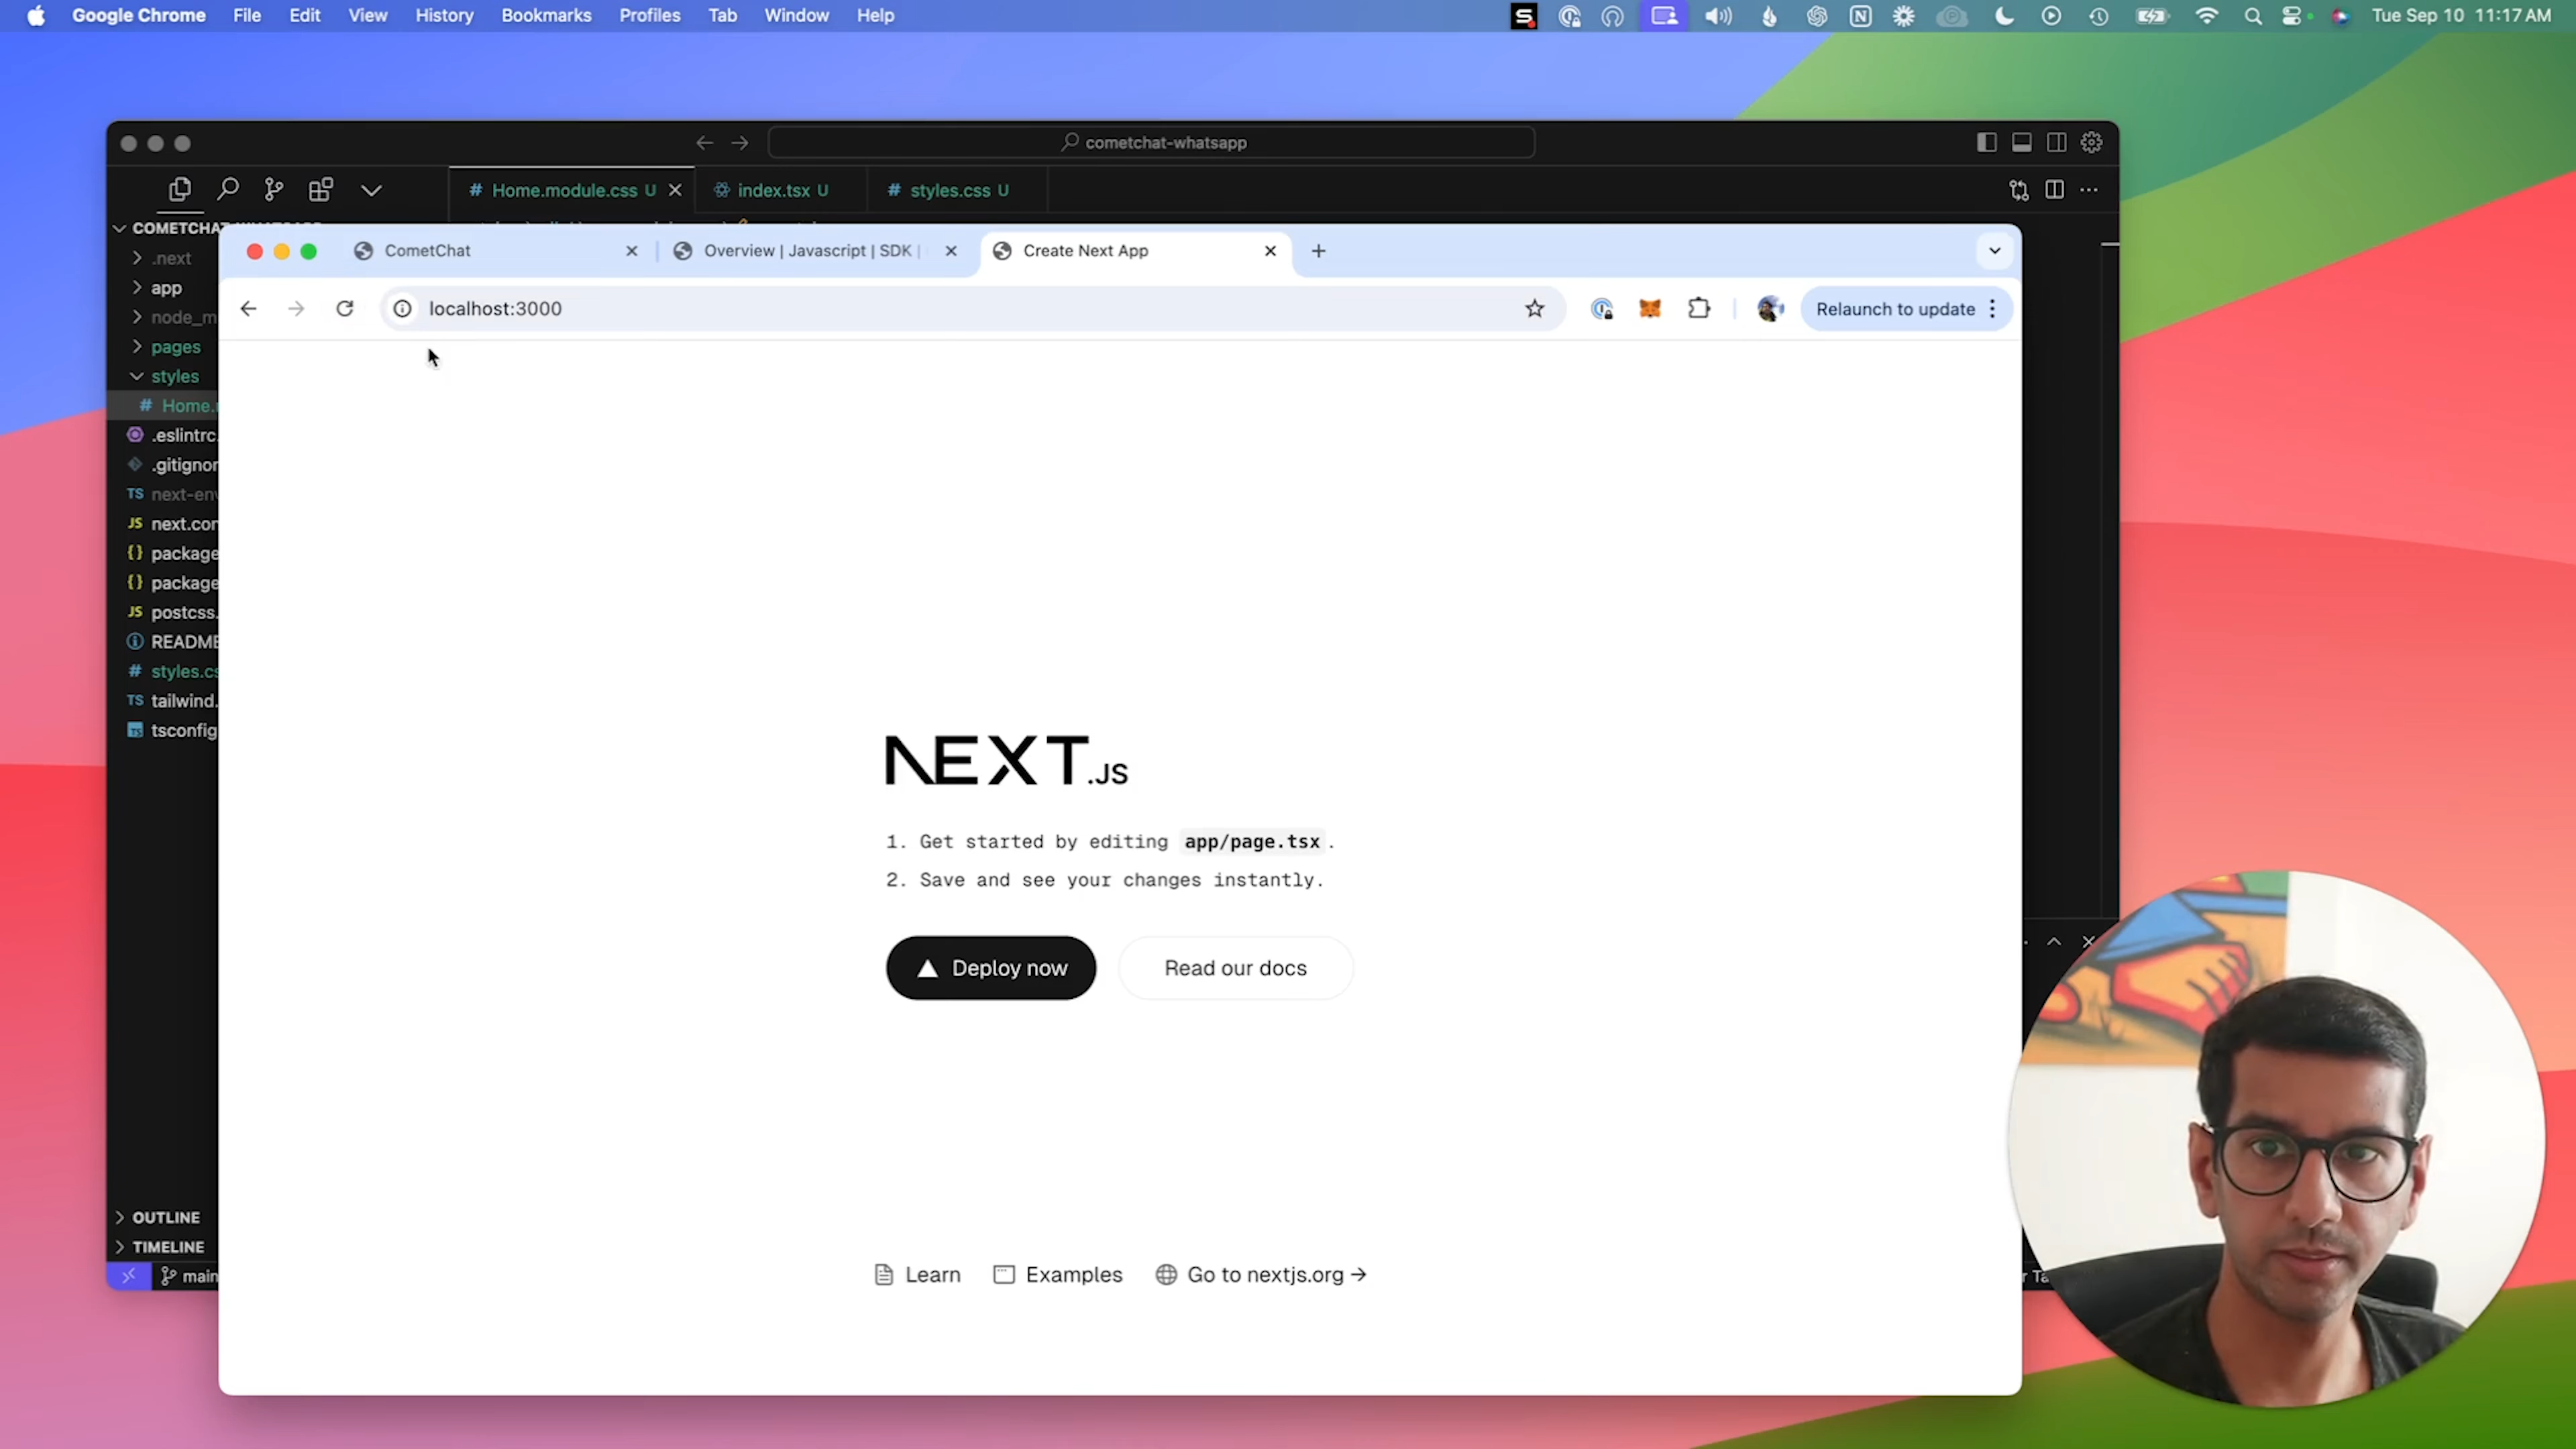 Google Chrome File Edit View History Bookmarks Profiles Tab Window Help
Tue Sep 10 11:17 AM
cometchat-whatsapp
# Home.module.css U
index.tsx U
# styles.css U
COMETCHAT
.next
app
node_m
pages
styles
# Home.
.eslintrc.
.gitignor
TS next-env
JS next.con
{} package
{} package
JS postcss.
README
# styles.cs
TS tailwind.
tsconfig
OUTLINE
TIMELINE
main
CometChat
Overview | Javascript | SDK |
Create Next App
localhost:3000
Relaunch to update
NEXT.JS
1. Get started by editing app/page.tsx.
2. Save and see your changes instantly.
Deploy now
Read our docs
Learn
Examples
Go to nextjs.org →